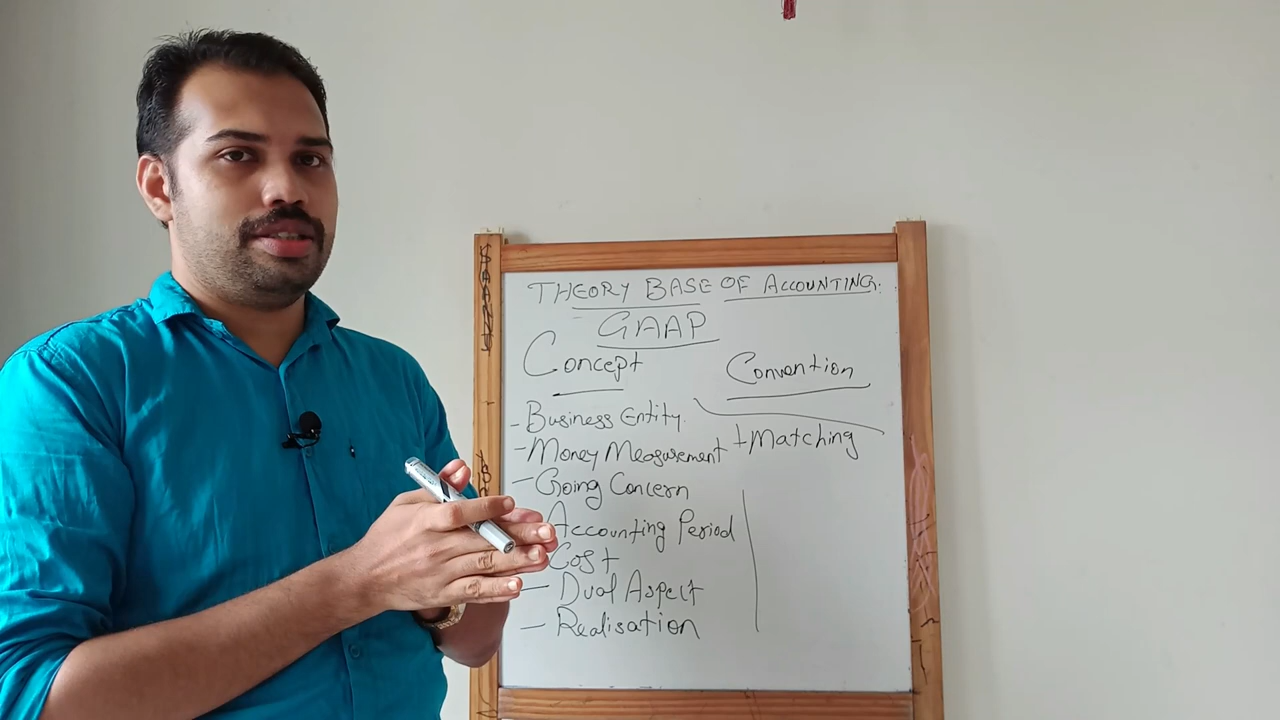 THEORY BASE OF ACCOUNTING:
GAAP
Concept
Convention
- Business Entity
- Money Measurement
- Going Concern
Accounting Period
Cost
- Dual Aspect
- Realisation
+ Matching